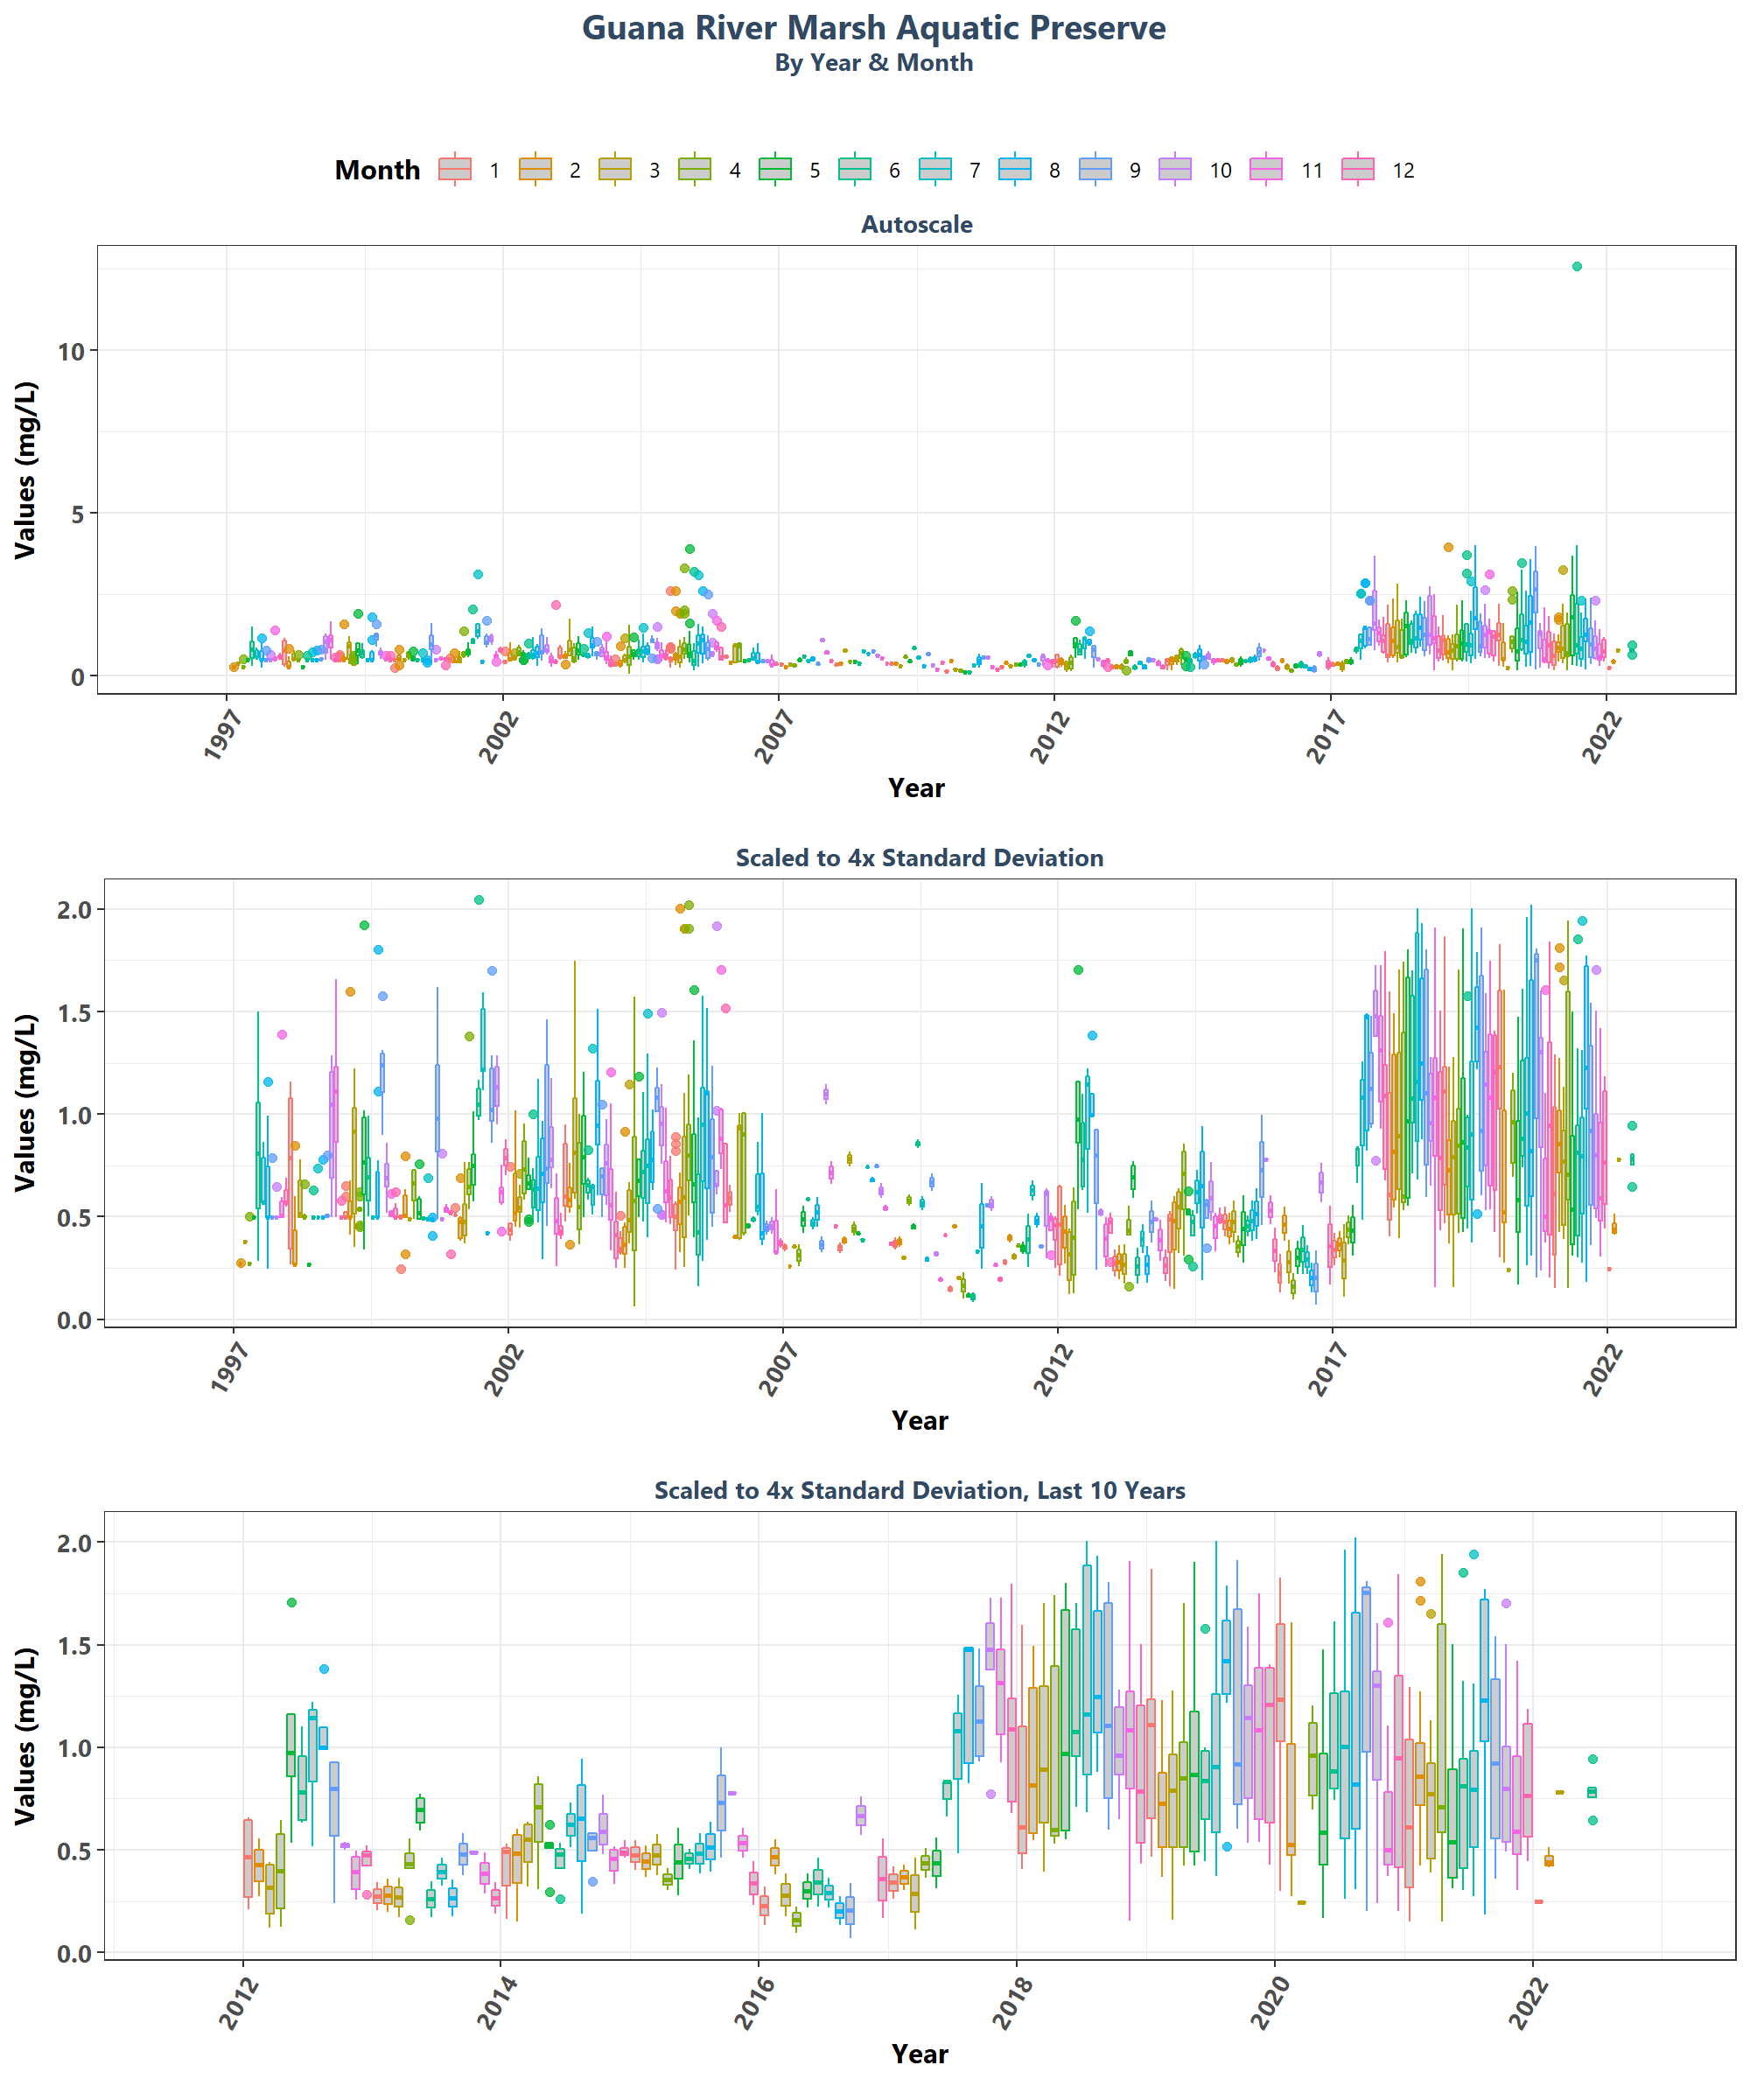 Guana River Marsh Aquatic Preserve
By Year & Month
Month 1 2 3 4 5 6 7 8 9 10 11 12
Autoscale
Values (mg/L)
10
5
0
1997 2002 2007 2012 2017 2022
Year
Scaled to 4x Standard Deviation
Values (mg/L)
2.0
1.5
1.0
0.5
0.0
1997 2002 2007 2012 2017 2022
Year
Scaled to 4x Standard Deviation, Last 10 Years
Values (mg/L)
2.0
1.5
1.0
0.5
0.0
2012 2014 2016 2018 2020 2022
Year